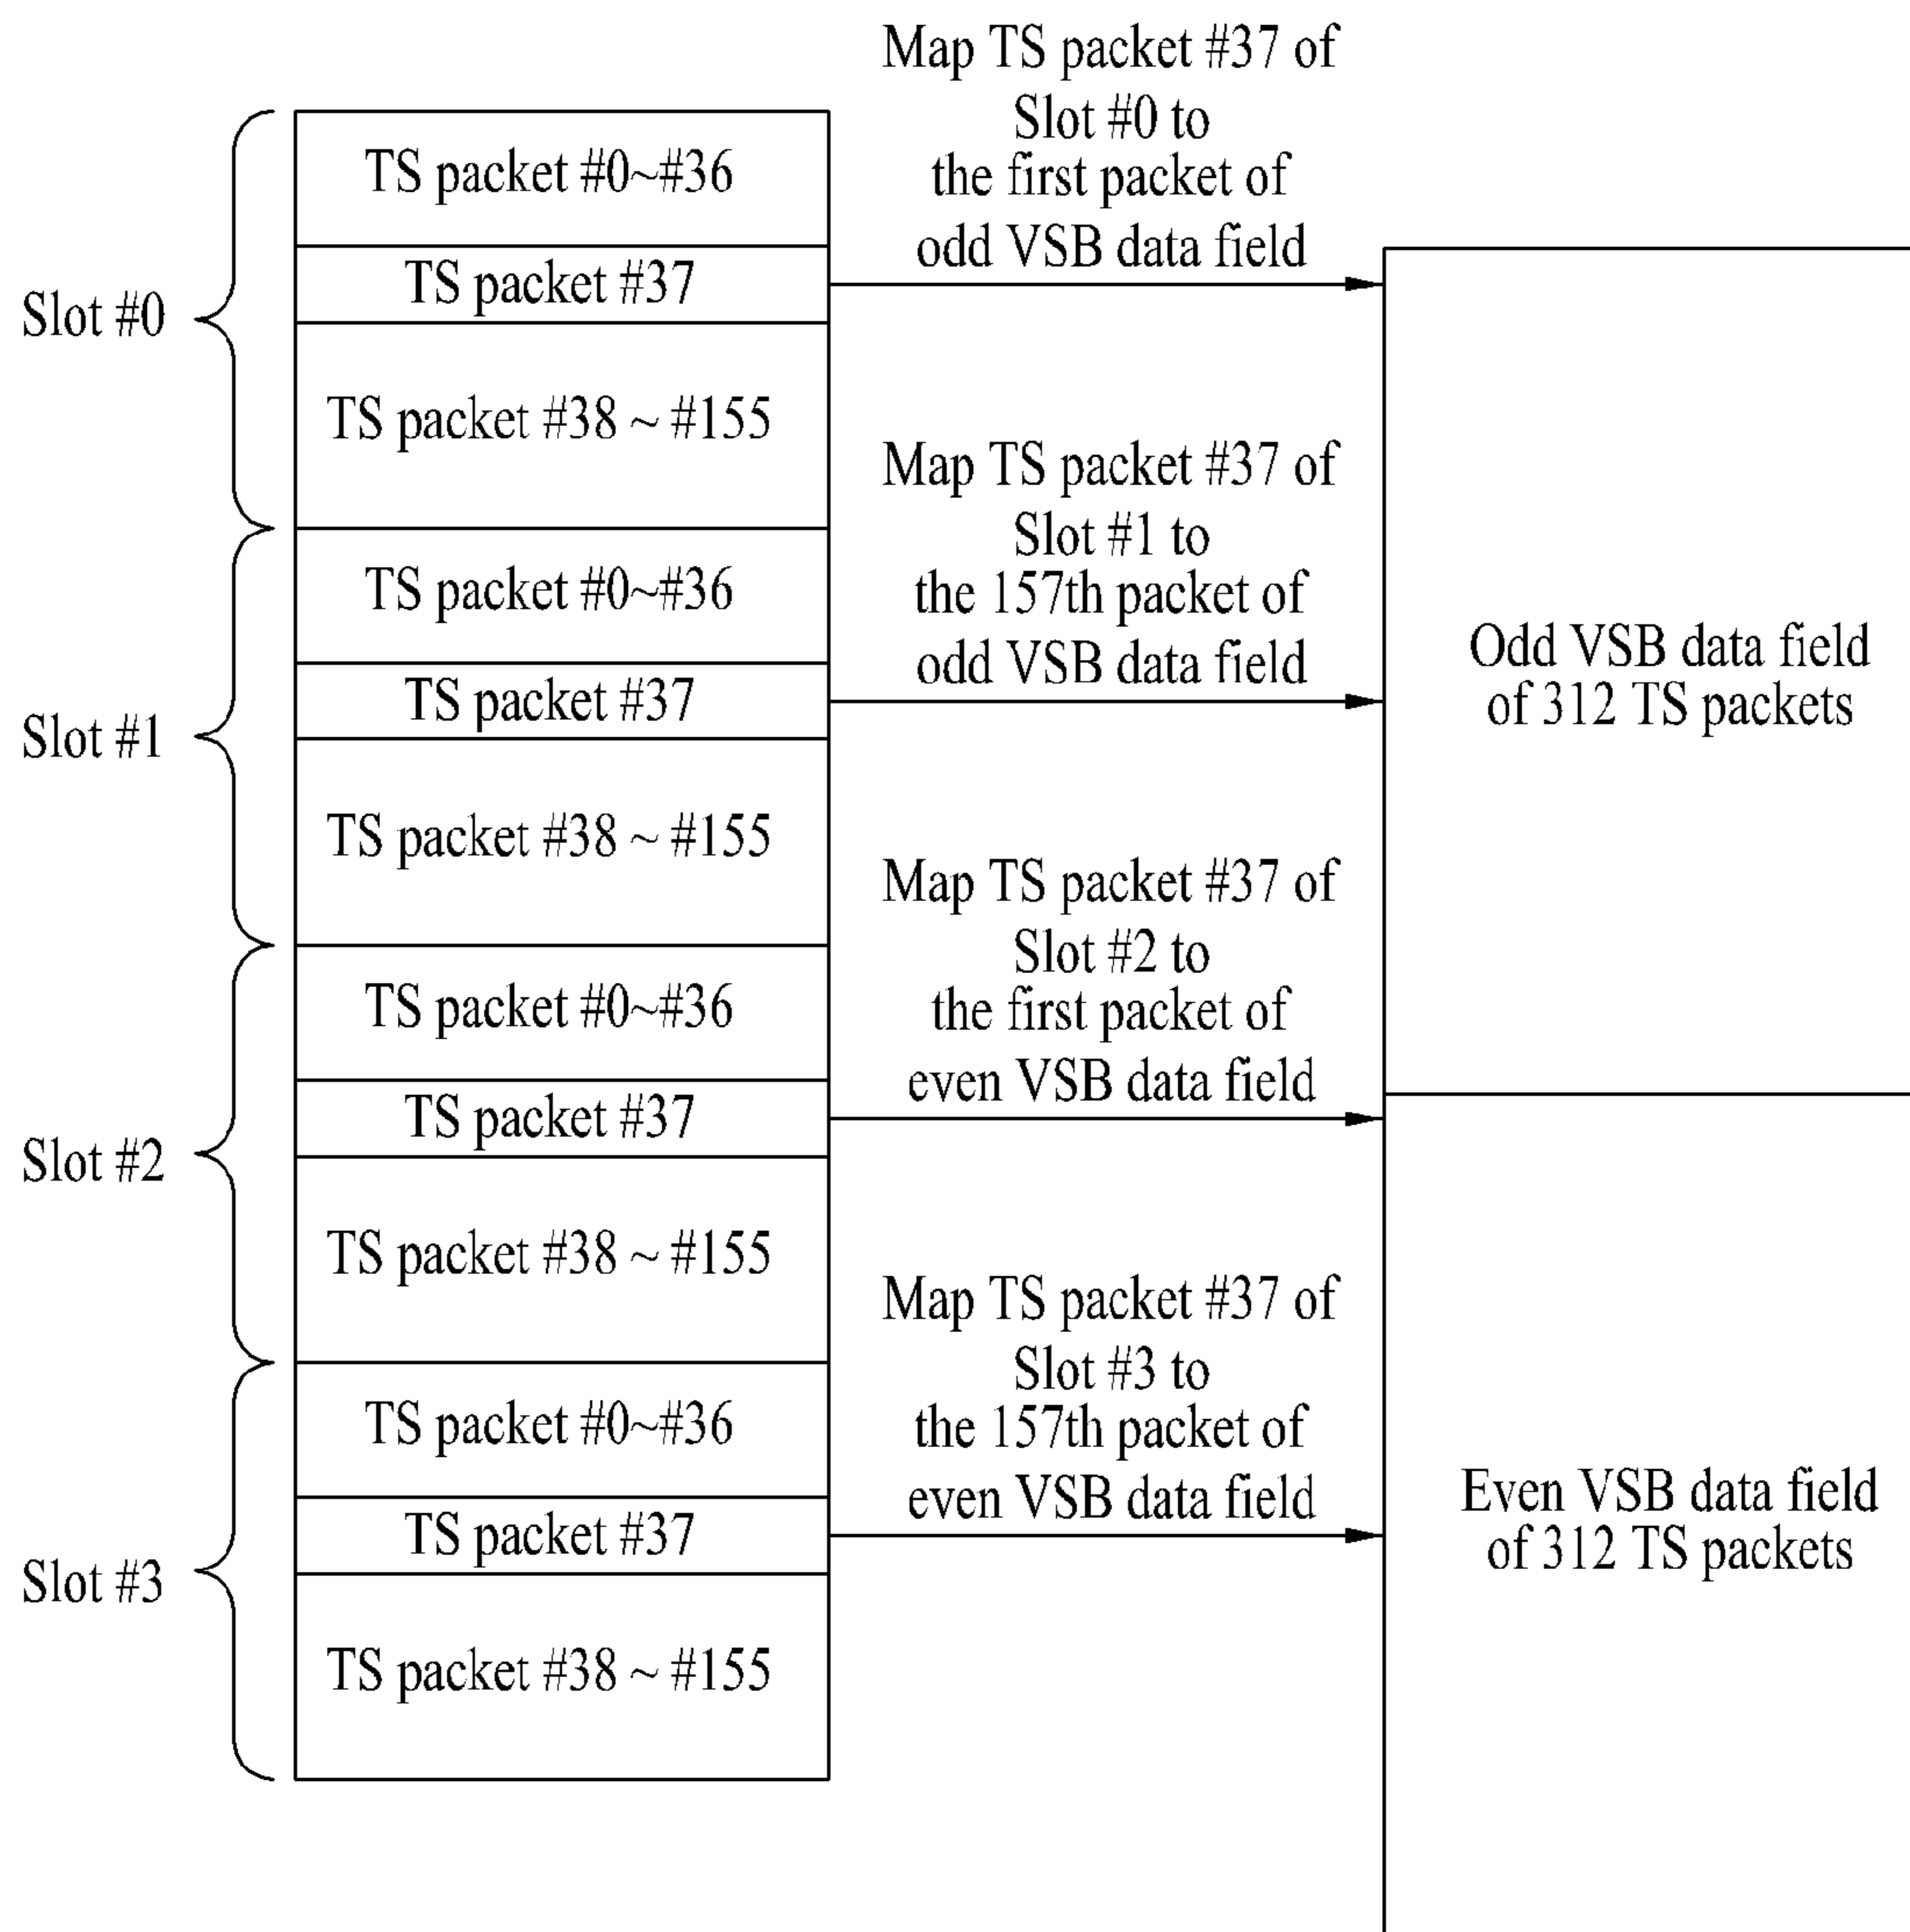 Map TS packet #37 of
Slot #0 to
the first packet of
odd VSB data field
TS packet #0~#36
TS packet #37
Slot #0
TS packet #38 ~ #155
Map TS packet #37 of
Slot #1 to
the 157th packet of
odd VSB data field
TS packet #0~#36
TS packet #37
Slot #1
TS packet #38 ~ #155
Odd VSB data field
of 312 TS packets
Map TS packet #37 of
Slot #2 to
the first packet of
even VSB data field
TS packet #0~#36
TS packet #37
Slot #2
TS packet #38 ~ #155
Map TS packet #37 of
Slot #3 to
the 157th packet of
even VSB data field
TS packet #0~#36
TS packet #37
Slot #3
TS packet #38 ~ #155
Even VSB data field
of 312 TS packets